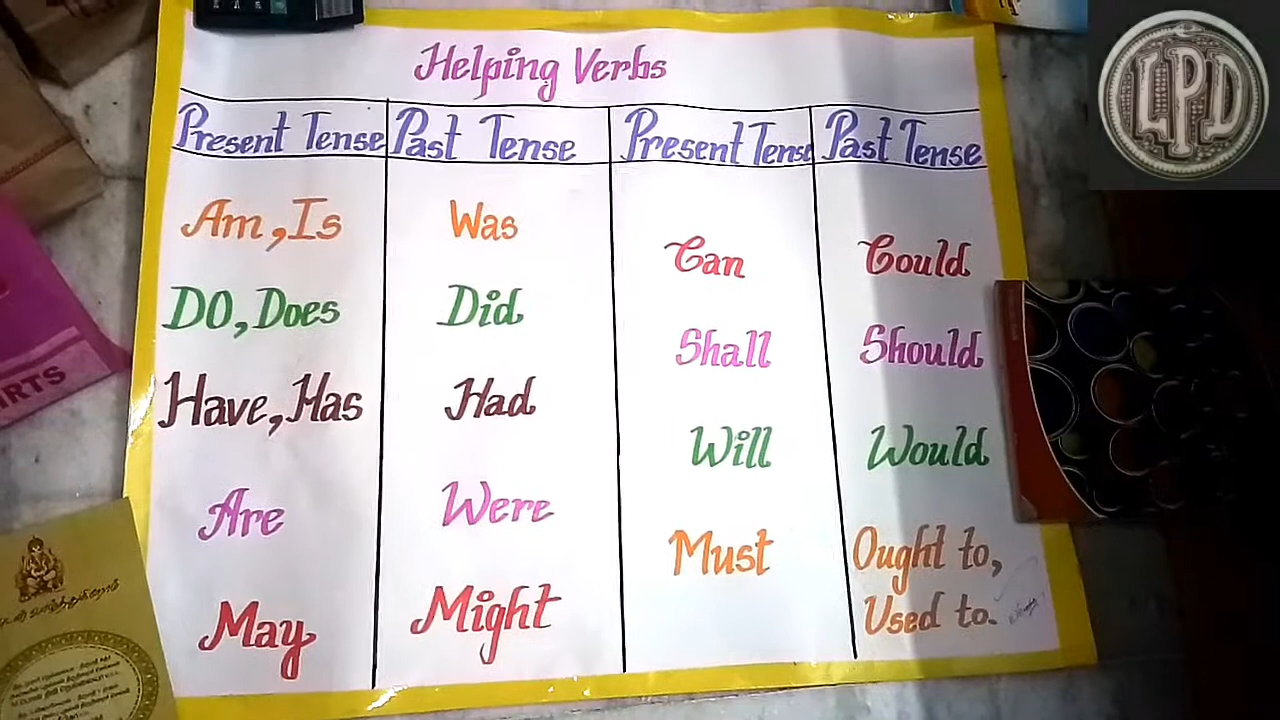 Helping Verbs
Present Tense Past Tense Present Tense Past Tense
Am, Is Was
Can Could
DO, Does Did
Shall Should
Have, Has Had
Will Would
Are Were
Must Ought to,
Used to.
May Might
LPD